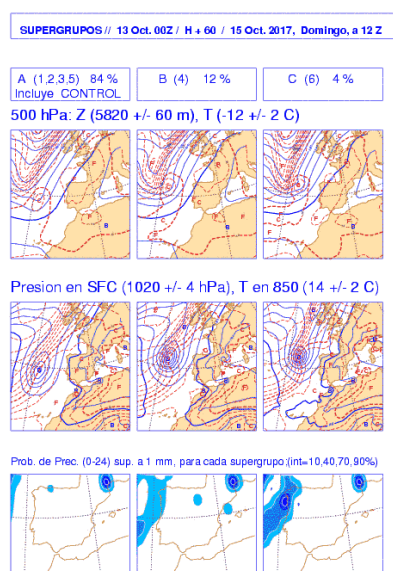 SUPERGRUPOS // 13 Oct. 00Z / H + 60 / 15 Oct. 2017, Domingo, a 12 Z
A (1,2,3,5) 84 %
Incluye CONTROL
B (4) 12 %
C (6) 4 %
500 hPa: Z (5820 +/- 60 m), T (-12 +/- 2 C)
Presion en SFC (1020 +/- 4 hPa), T en 850 (14 +/- 2 C)
Prob. de Prec. (0-24) sup. a 1 mm, para cada supergrupo:(int=10,40,70,90%)